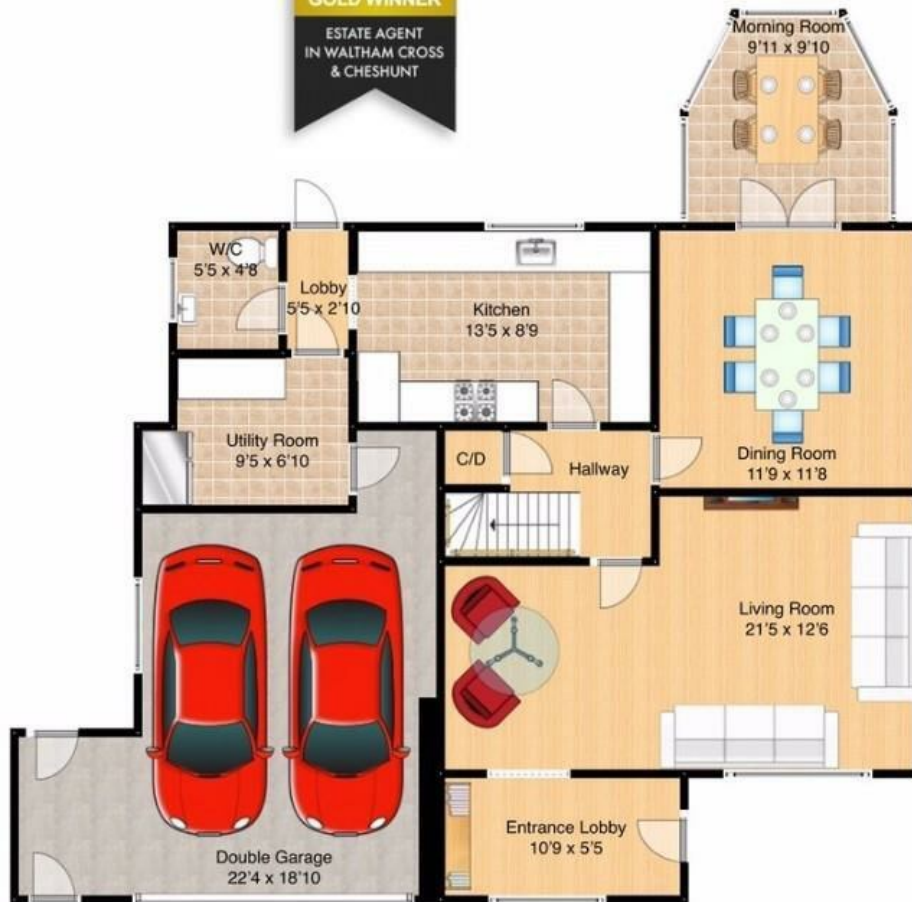 GOLD WINNER
ESTATE AGENT
IN WALTHAM CROSS
& CHESHUNT
Morning Room
9'11 x 9'10
W/C
5'5 x 4'8
Lobby
5'5 x 2'10
Kitchen
13'5 x 8'9
Utility Room
9'5 x 6'10
C/D
Hallway
Dining Room
11'9 x 11'8
Living Room
21'5 x 12'6
Entrance Lobby
10'9 x 5'5
Double Garage
22'4 x 18'10